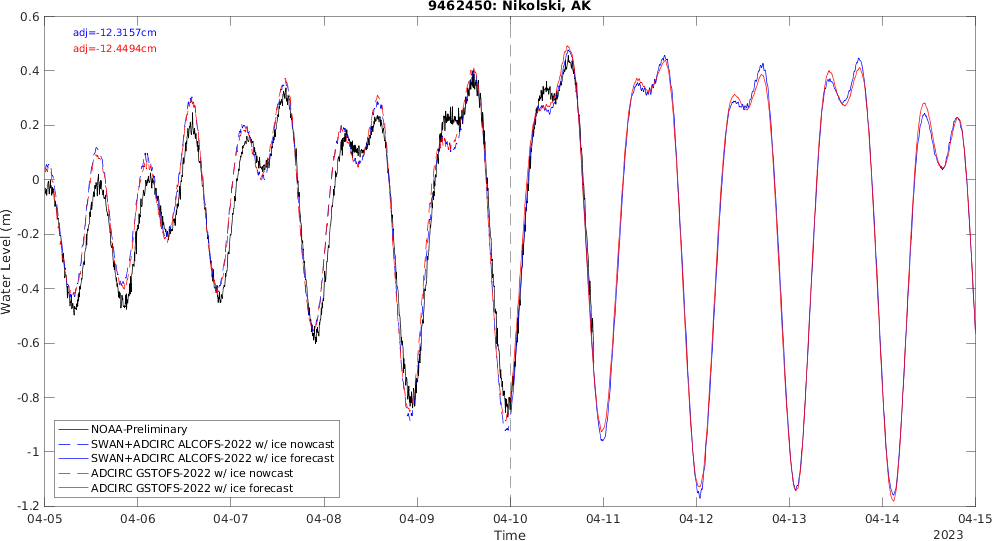 9462450: Nikolski, AK
adj=-12.3157cm
adj=-12.4494cm
Water Level (m)
0.6
0.4
0.2
0
-0.2
-0.4
-0.6
-0.8
-1
-1.2
NOAA-Preliminary
SWAN+ADCIRC ALCOFS-2022 w/ ice nowcast
SWAN+ADCIRC ALCOFS-2022 w/ ice forecast
ADCIRC GSTOFS-2022 w/ ice nowcast
ADCIRC GSTOFS-2022 w/ ice forecast
04-05 04-06 04-07 04-08 04-09 04-10 04-11 04-12 04-13 04-14 04-15
Time
2023